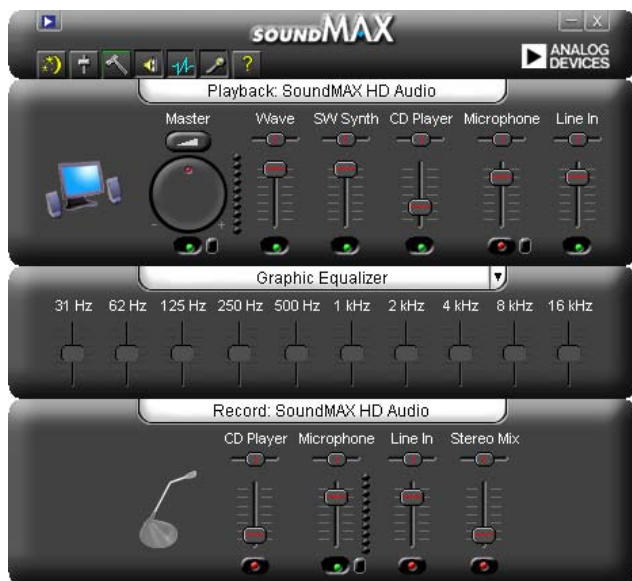 SOUNDMAX
?
ANALOG
DEVICES
Playback: SoundMAX HD Audio
Master Wave SW Synth CD Player Microphone Line In
- +
Graphic Equalizer
31 Hz 62 Hz 125 Hz 250 Hz 500 Hz 1 kHz 2 kHz 4 kHz 8 kHz 16 kHz
Record: SoundMAX HD Audio
CD Player Microphone Line In Stereo Mix